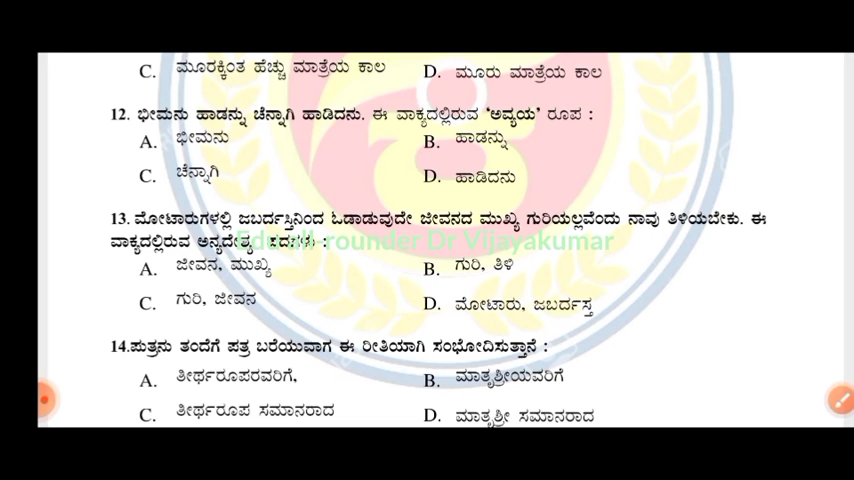 C. ಮೂರಕ್ಕಿಂತ ಹೆಚ್ಚು ಮಾತ್ರೆಯ ಕಾಲ D. ಮೂರು ಮಾತ್ರೆಯ ಕಾಲ
12. ಭೀಮನು ಹಾಡನ್ನು ಚೆನ್ನಾಗಿ ಹಾಡಿದನು. ಈ ವಾಕ್ಯದಲ್ಲಿರುವ 'ಅವ್ಯಯ' ರೂಪ :
A. ಭೀಮನು B. ಹಾಡನ್ನು
C. ಚೆನ್ನಾಗಿ D. ಹಾಡಿದನು
13. ಮೋಟಾರುಗಳಲ್ಲಿ ಜಬರ್ದಸ್ತಿನಿಂದ ಓಡಾಡುವುದೇ ಜೀವನದ ಮುಖ್ಯ ಗುರಿಯಲ್ಲವೆಂದು ನಾವು ತಿಳಿಯಬೇಕು. ಈ
ವಾಕ್ಯದಲ್ಲಿರುವ ಅನ್ಯದೇಶ್ಯ ಪದಗಳು :
Edu all-rounder Dr Vijayakumar
A. ಜೀವನ, ಮುಖ್ಯ B. ಗುರಿ, ತಿಳಿ
C. ಗುರಿ, ಜೀವನ D. ಮೋಟಾರು, ಜಬರ್ದಸ್ತ
14.ಪುತ್ರನು ತಂದೆಗೆ ಪತ್ರ ಬರೆಯುವಾಗ ಈ ರೀತಿಯಾಗಿ ಸಂಭೋದಿಸುತ್ತಾನೆ :
A. ತೀರ್ಥರೂಪರವರಿಗೆ, B. ಮಾತೃಶ್ರೀಯವರಿಗೆ
C. ತೀರ್ಥರೂಪ ಸಮಾನರಾದ D. ಮಾತೃಶ್ರೀ ಸಮಾನರಾದ